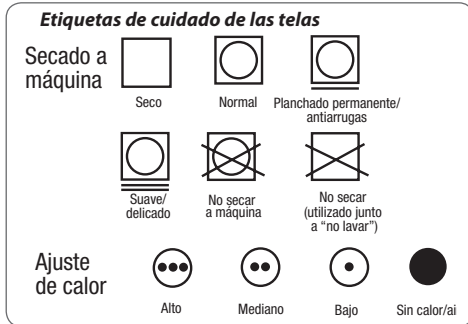 Etiquetas de cuidado de las telas
Secado a
máquina
Seco
Normal
Planchado permanente/
antiarrugas
Suave/
delicado
No secar
a máquina
No secar
(utilizado junto
a “no lavar”)
Ajuste
de calor
Alto
Mediano
Bajo
Sin calor/ai